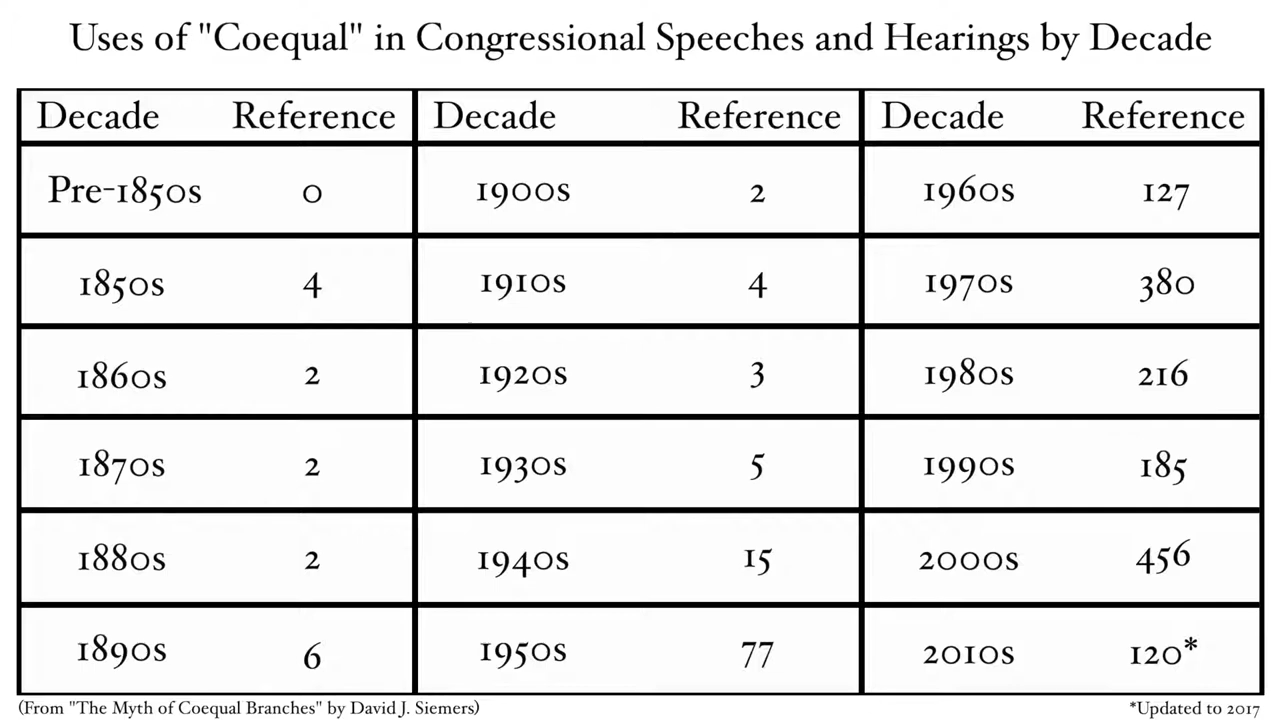 Uses of "Coequal" in Congressional Speeches and Hearings by Decade
Decade Reference Decade Reference Decade Reference
Pre-1850s 0 1900s 2 1960s 127
1850s 4 1910s 4 1970s 380
1860s 2 1920s 3 1980s 216
1870s 2 1930s 5 1990s 185
1880s 2 1940s 15 2000s 456
1890s 6 1950s 77 2010s 120*
(From "The Myth of Coequal Branches" by David J. Siemers) *Updated to 2017